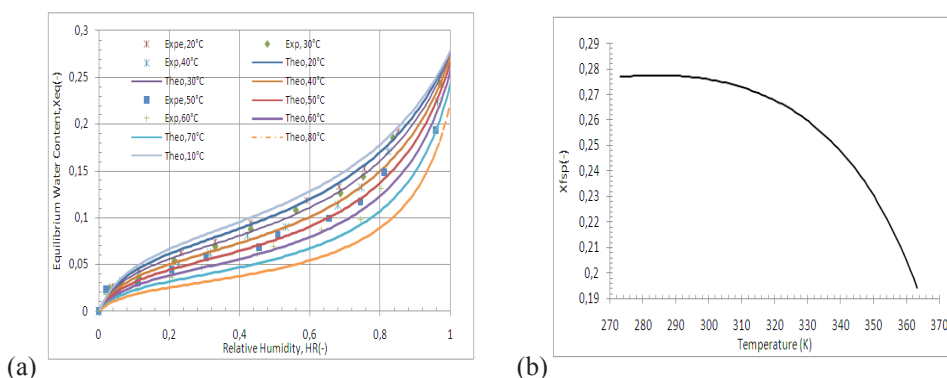 0,3
0,25
0,2
0,15
0,1
0,05
0
Equilibrium Water Content,Xeq(-)
Expe,20°C
Exp,30°C
Exp,40°C
Theo,20°C
Theo,30°C
Theo,40°C
Expe,50°C
Theo,50°C
Exp,60°C
Theo,60°C
Theo,70°C
Theo,80°C
Theo,10°C
0 0,2 0,4 0,6 0,8 1
Relative Humidity, HR(-)
(a)
0,29
0,28
0,27
0,26
0,25
0,24
0,23
0,22
0,21
0,2
0,19
Xfsp(-)
270 280 290 300 310 320 330 340 350 360 370
Temperature (K)
(b)